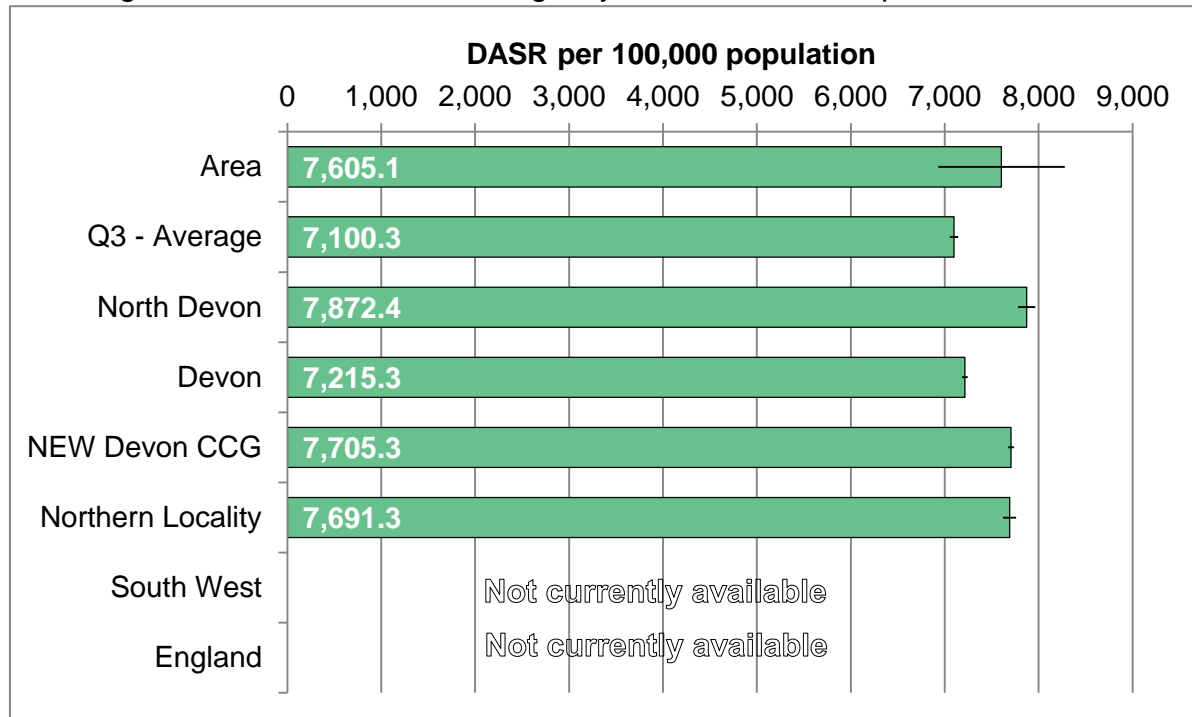 DASR per 100,000 population
0 1,000 2,000 3,000 4,000 5,000 6,000 7,000 8,000 9,000
Area 7,605.1
Q3 - Average 7,100.3
North Devon 7,872.4
Devon 7,215.3
NEW Devon CCG 7,705.3
Northern Locality 7,691.3
South West Not currently available
England Not currently available